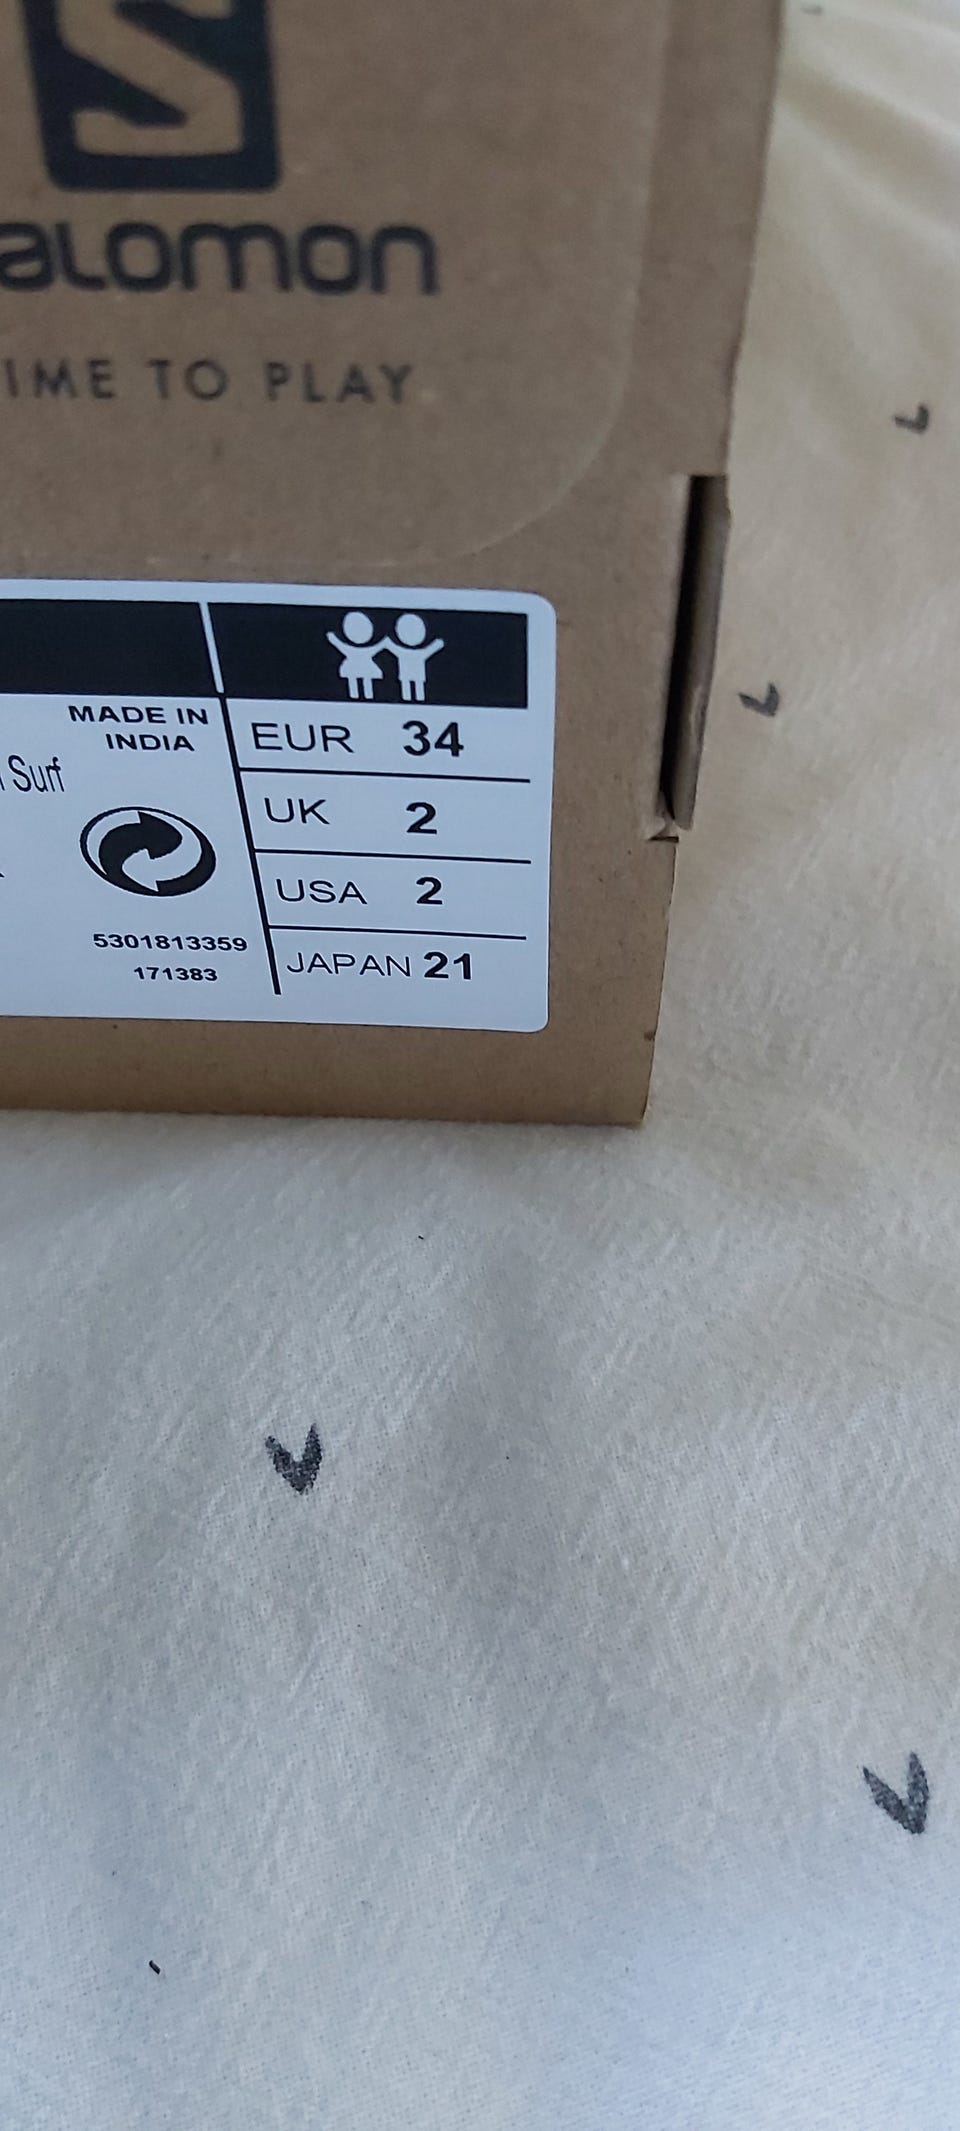 alomon
IME TO PLAY
MADE IN
INDIA
Surf
5301813359
171383
EUR 34
UK 2
USA 2
JAPAN 21